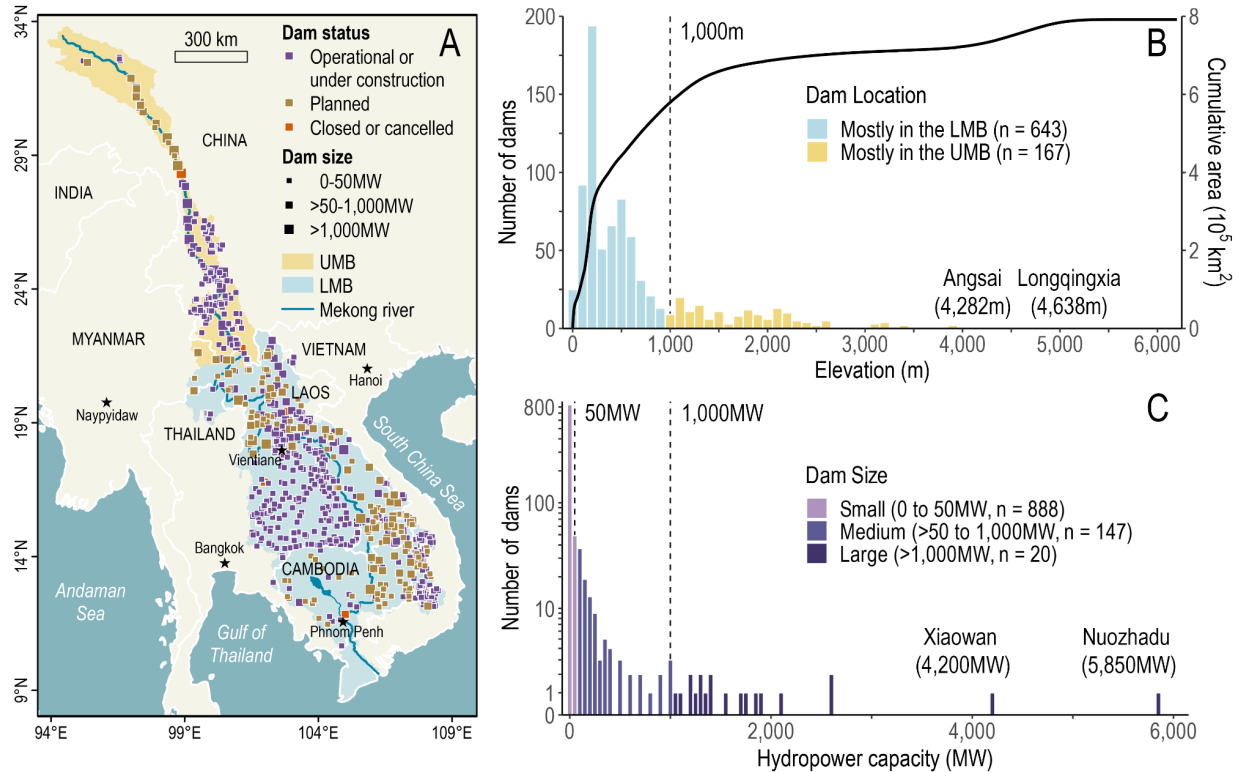 A
34°N
29°N
24°N
19°N
14°N
9°N
94°E
99°E
104°E
109°E
300 km
Dam status
Operational or
under construction
Planned
Closed or cancelled
Dam size
0-50MW
>50-1,000MW
>1,000MW
UMB
LMB
Mekong river
CHINA
INDIA
MYANMAR
VIETNAM
Hanoi
LAOS
Naypyidaw
THAILAND
Vientiane
South China Sea
Bangkok
CAMBODIA
Andaman
Sea
Gulf of
Thailand
Phnom Penh
B
Number of dams
200
150
100
50
0
1,000m
Dam Location
Mostly in the LMB (n = 643)
Mostly in the UMB (n = 167)
Angsai
(4,282m)
Longqingxia
(4,638m)
8
6
4
2
0
Cumulative area (10⁵ km²)
0
1,000
2,000
3,000
4,000
5,000
6,000
Elevation (m)
C
Number of dams
800
100
10
1
0
50MW
1,000MW
Dam Size
Small (0 to 50MW, n = 888)
Medium (>50 to 1,000MW, n = 147)
Large (>1,000MW, n = 20)
Xiaowan
(4,200MW)
Nuozhadu
(5,850MW)
0
2,000
4,000
6,000
Hydropower capacity (MW)